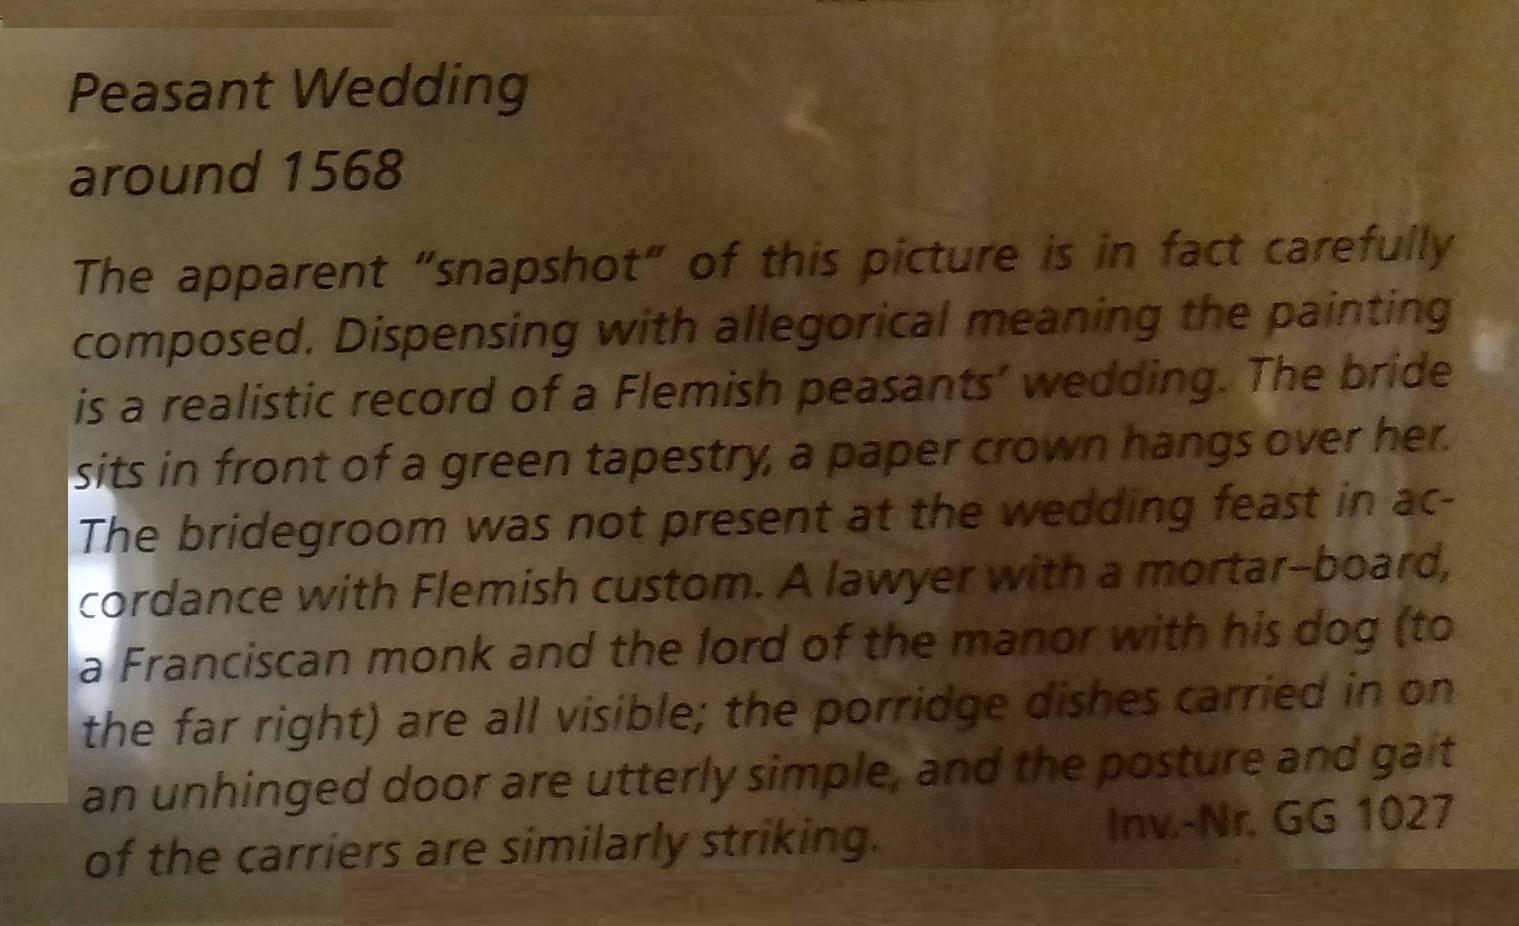 Peasant Wedding
around 1568
The apparent “snapshot” of this picture is in fact carefully
composed. Dispensing with allegorical meaning the painting
is a realistic record of a Flemish peasants’ wedding. The bride
sits in front of a green tapestry, a paper crown hangs over her.
The bridegroom was not present at the wedding feast in ac-
cordance with Flemish custom. A lawyer with a mortar–board,
a Franciscan monk and the lord of the manor with his dog (to
the far right) are all visible; the porridge dishes carried in on
an unhinged door are utterly simple, and the posture and gait
of the carriers are similarly striking. Inv.-Nr. GG 1027